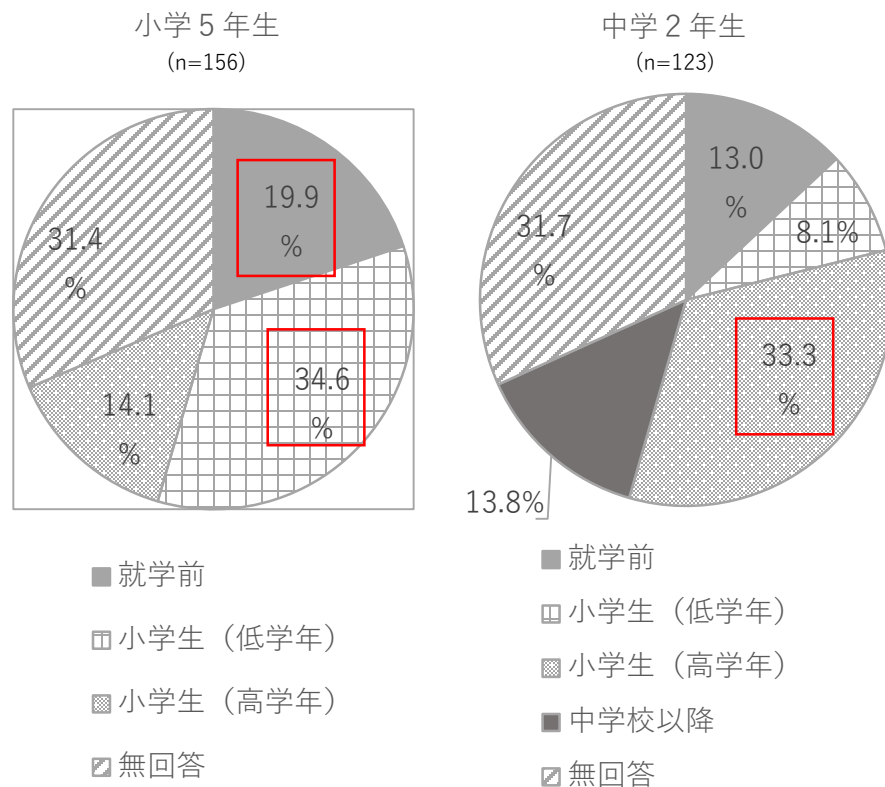 小学5年生
(n=156)
19.9
%
34.6
%
14.1
%
31.4
%
就学前
小学生（低学年）
小学生（高学年）
無回答
中学2年生
(n=123)
13.0
%
8.1%
33.3
%
13.8%
31.7
%
就学前
小学生（低学年）
小学生（高学年）
中学校以降
無回答